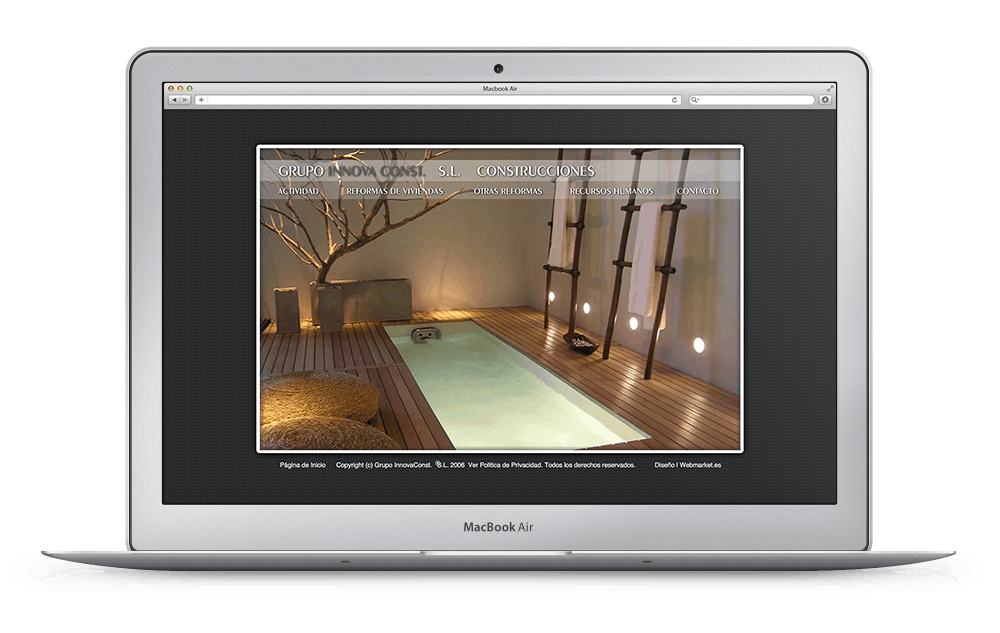 Macbook Air
GRUPO INNOVA CONST. S.L. CONSTRUCCIONES
ACTIVIDAD REFORMAS DE VIVIENDAS OTRAS REFORMAS RECURSOS HUMANOS CONTACTO
Página de Inicio Copyright (c) Grupo InnovaConst. S.L. 2006 Ver Política de Privacidad. Todos los derechos reservados. Diseño | Webmarket.es
MacBook Air